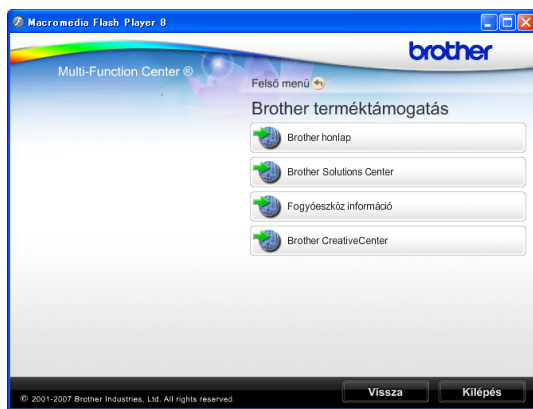 Macromedia Flash Player 8
brother
Multi-Function Center ®
Felső menü
Brother terméktámogatás
Brother honlap
Brother Solutions Center
Fogyóeszköz információ
Brother CreativeCenter
© 2001-2007 Brother Industries, Ltd. All rights reserved.
Vissza
Kilépés